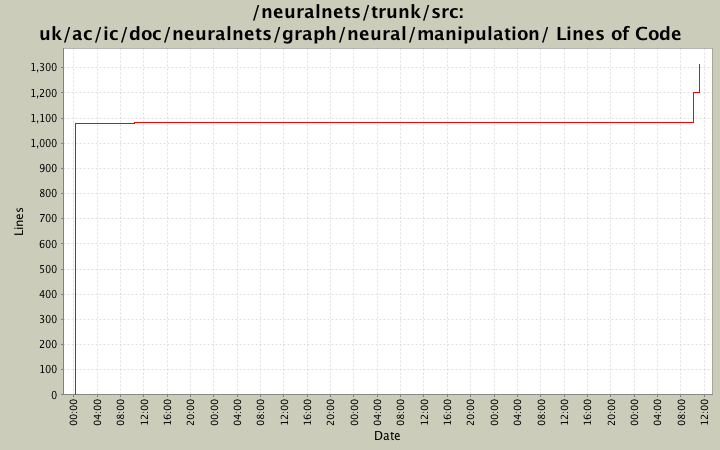 /neuralnets/trunk/src:
uk/ac/ic/doc/neuralnets/graph/neural/manipulation/ Lines of Code
1,300
1,200
1,100
1,000
900
800
700
600
500
400
300
200
100
0
Lines
00:00 04:00 08:00 12:00 16:00 20:00 00:00 04:00 08:00 12:00 16:00 20:00 00:00 04:00 08:00 12:00 16:00 20:00 00:00 04:00 08:00 12:00 16:00 20:00 00:00 04:00 08:00 12:00
Date